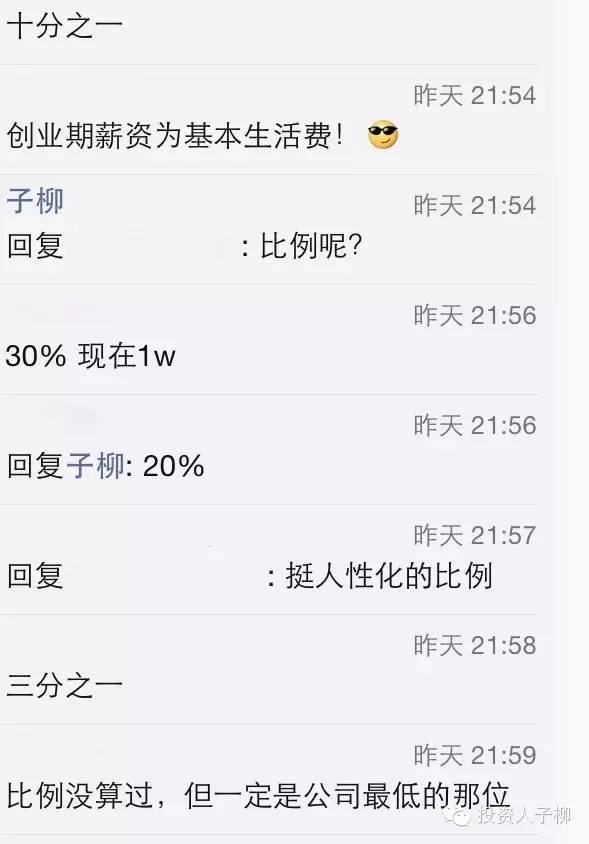 十分之一
昨天 21:54
创业期薪资为基本生活费！😎
子柳
昨天 21:54
回复 : 比例呢？
昨天 21:56
30% 现在1w
昨天 21:56
回复子柳: 20%
昨天 21:57
回复 : 挺人性化的比例
昨天 21:58
三分之一
昨天 21:59
比例没算过，但一定是公司最低的那位
投资人子柳